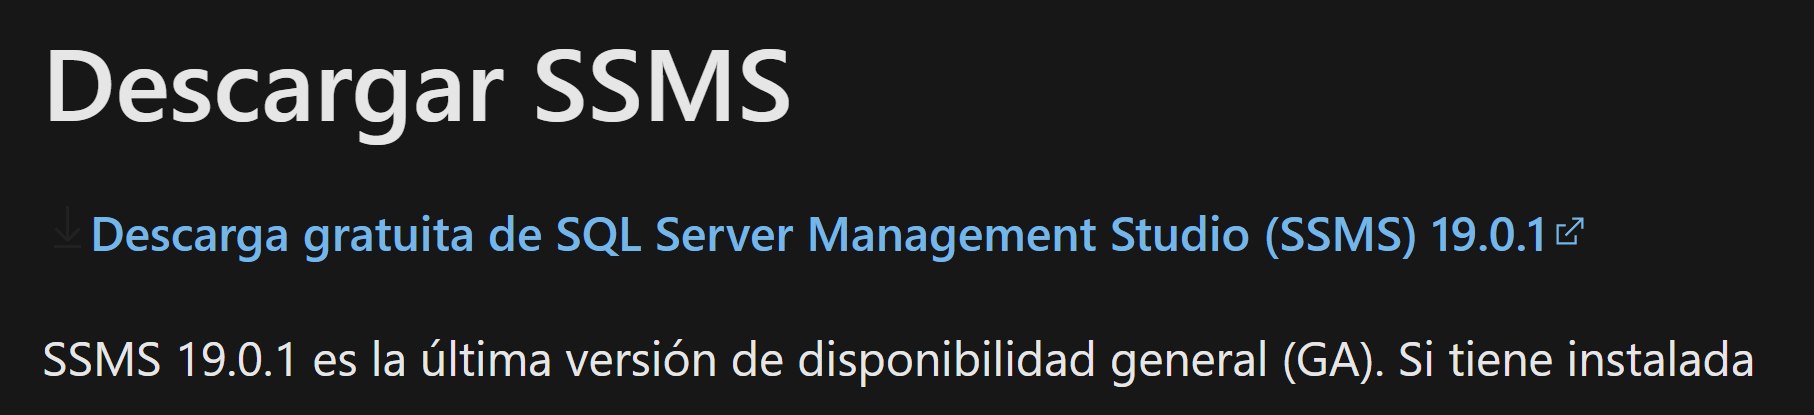 Descargar SSMS
Descarga gratuita de SQL Server Management Studio (SSMS) 19.0.1
SSMS 19.0.1 es la última versión de disponibilidad general (GA). Si tiene instalada